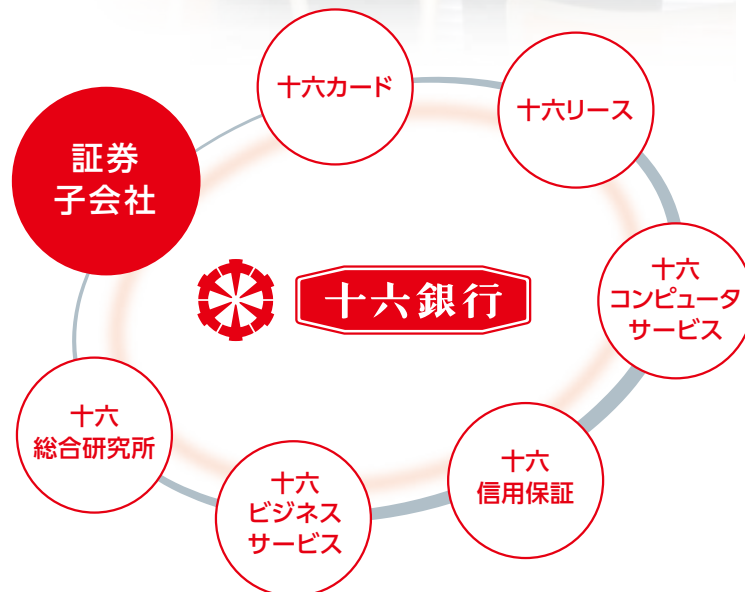 十六カード
十六リース
証券
子会社
十六
コンピュータ
サービス
十六銀行
十六
総合研究所
十六
信用保証
十六
ビジネス
サービス